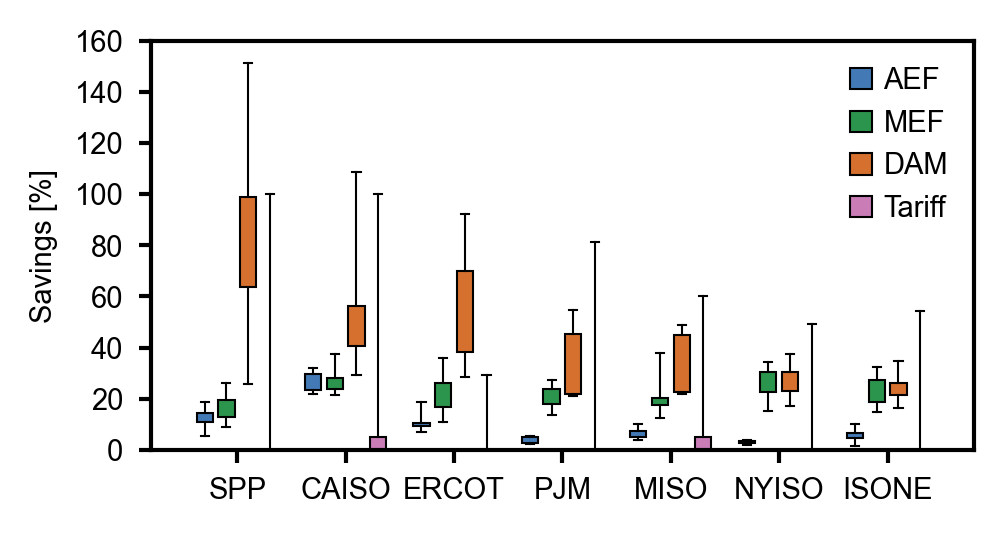 160
140
120
100
80
60
40
20
0
Savings [%]
AEF
MEF
DAM
Tariff
SPP CAISO ERCOT PJM MISO NYISO ISONE